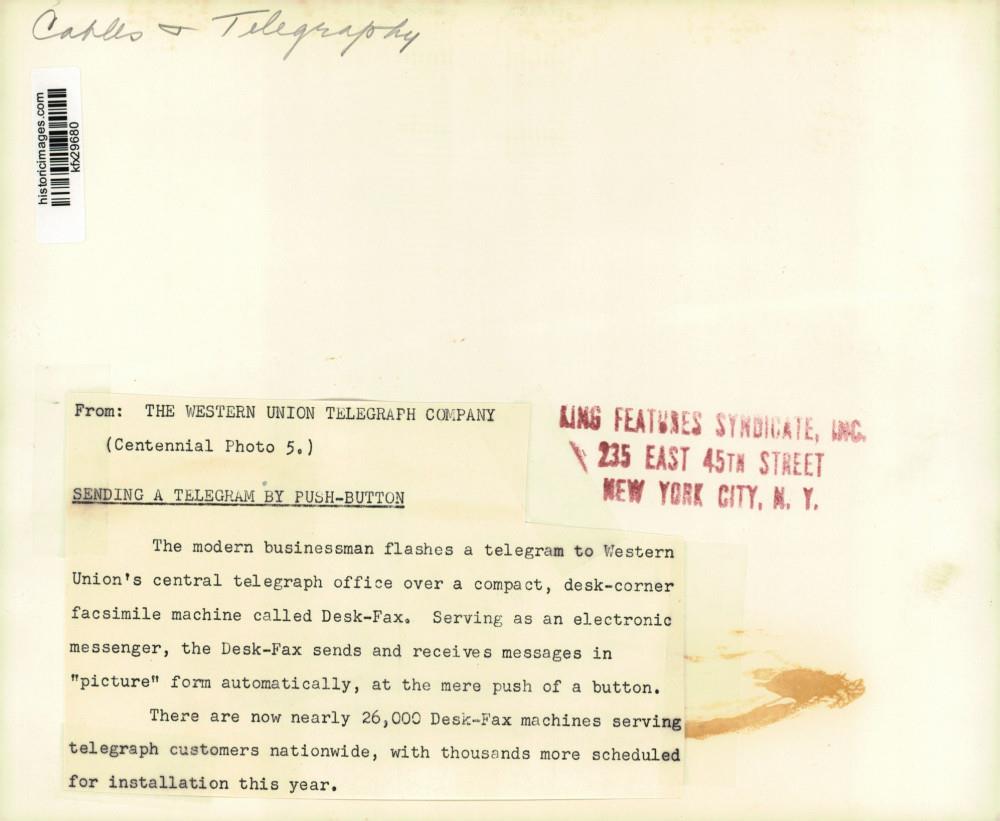 Cables & Telegraphy
historicimages.com
kfx29680
From: THE WESTERN UNION TELEGRAPH COMPANY
(Centennial Photo 5.)
SENDING A TELEGRAM BY PUSH-BUTTON
The modern businessman flashes a telegram to Western
Union's central telegraph office over a compact, desk-corner
facsimile machine called Desk-Fax. Serving as an electronic
messenger, the Desk-Fax sends and receives messages in
"picture" form automatically, at the mere push of a button.
There are now nearly 26,000 Desk-Fax machines serving
telegraph customers nationwide, with thousands more scheduled
for installation this year.
KING FEATURES SYNDICATE, INC.
235 EAST 45TH STREET
NEW YORK CITY, N. Y.